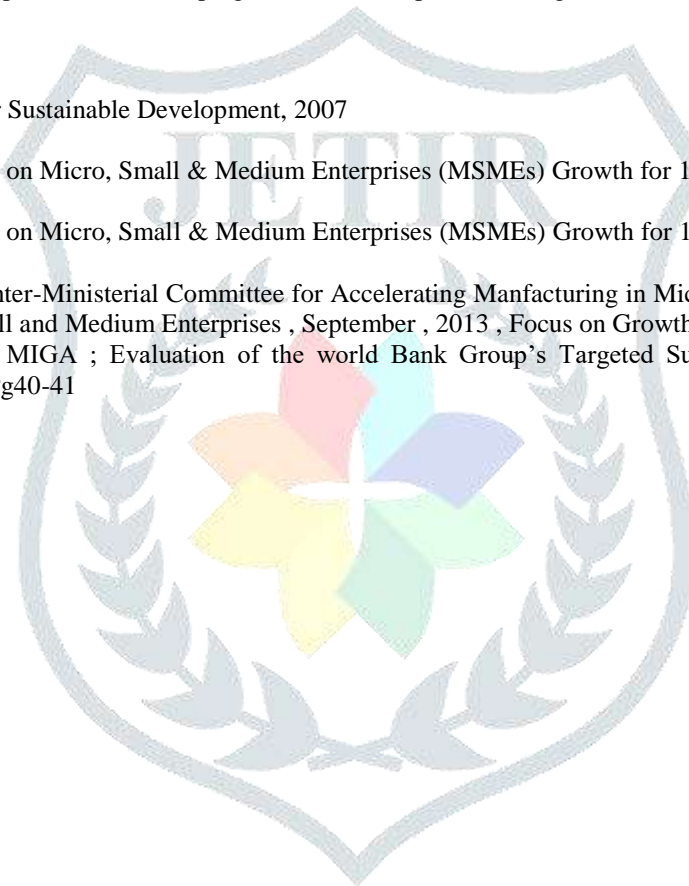 JETIR
r Sustainable Development, 2007
on Micro, Small & Medium Enterprises (MSMEs) Growth for 1
on Micro, Small & Medium Enterprises (MSMEs) Growth for 1
nter-Ministerial Committee for Accelerating Manfacturing in Mic
ll and Medium Enterprises , September , 2013 , Focus on Growth
MIGA ; Evaluation of the world Bank Group’s Targeted Su
g40-41